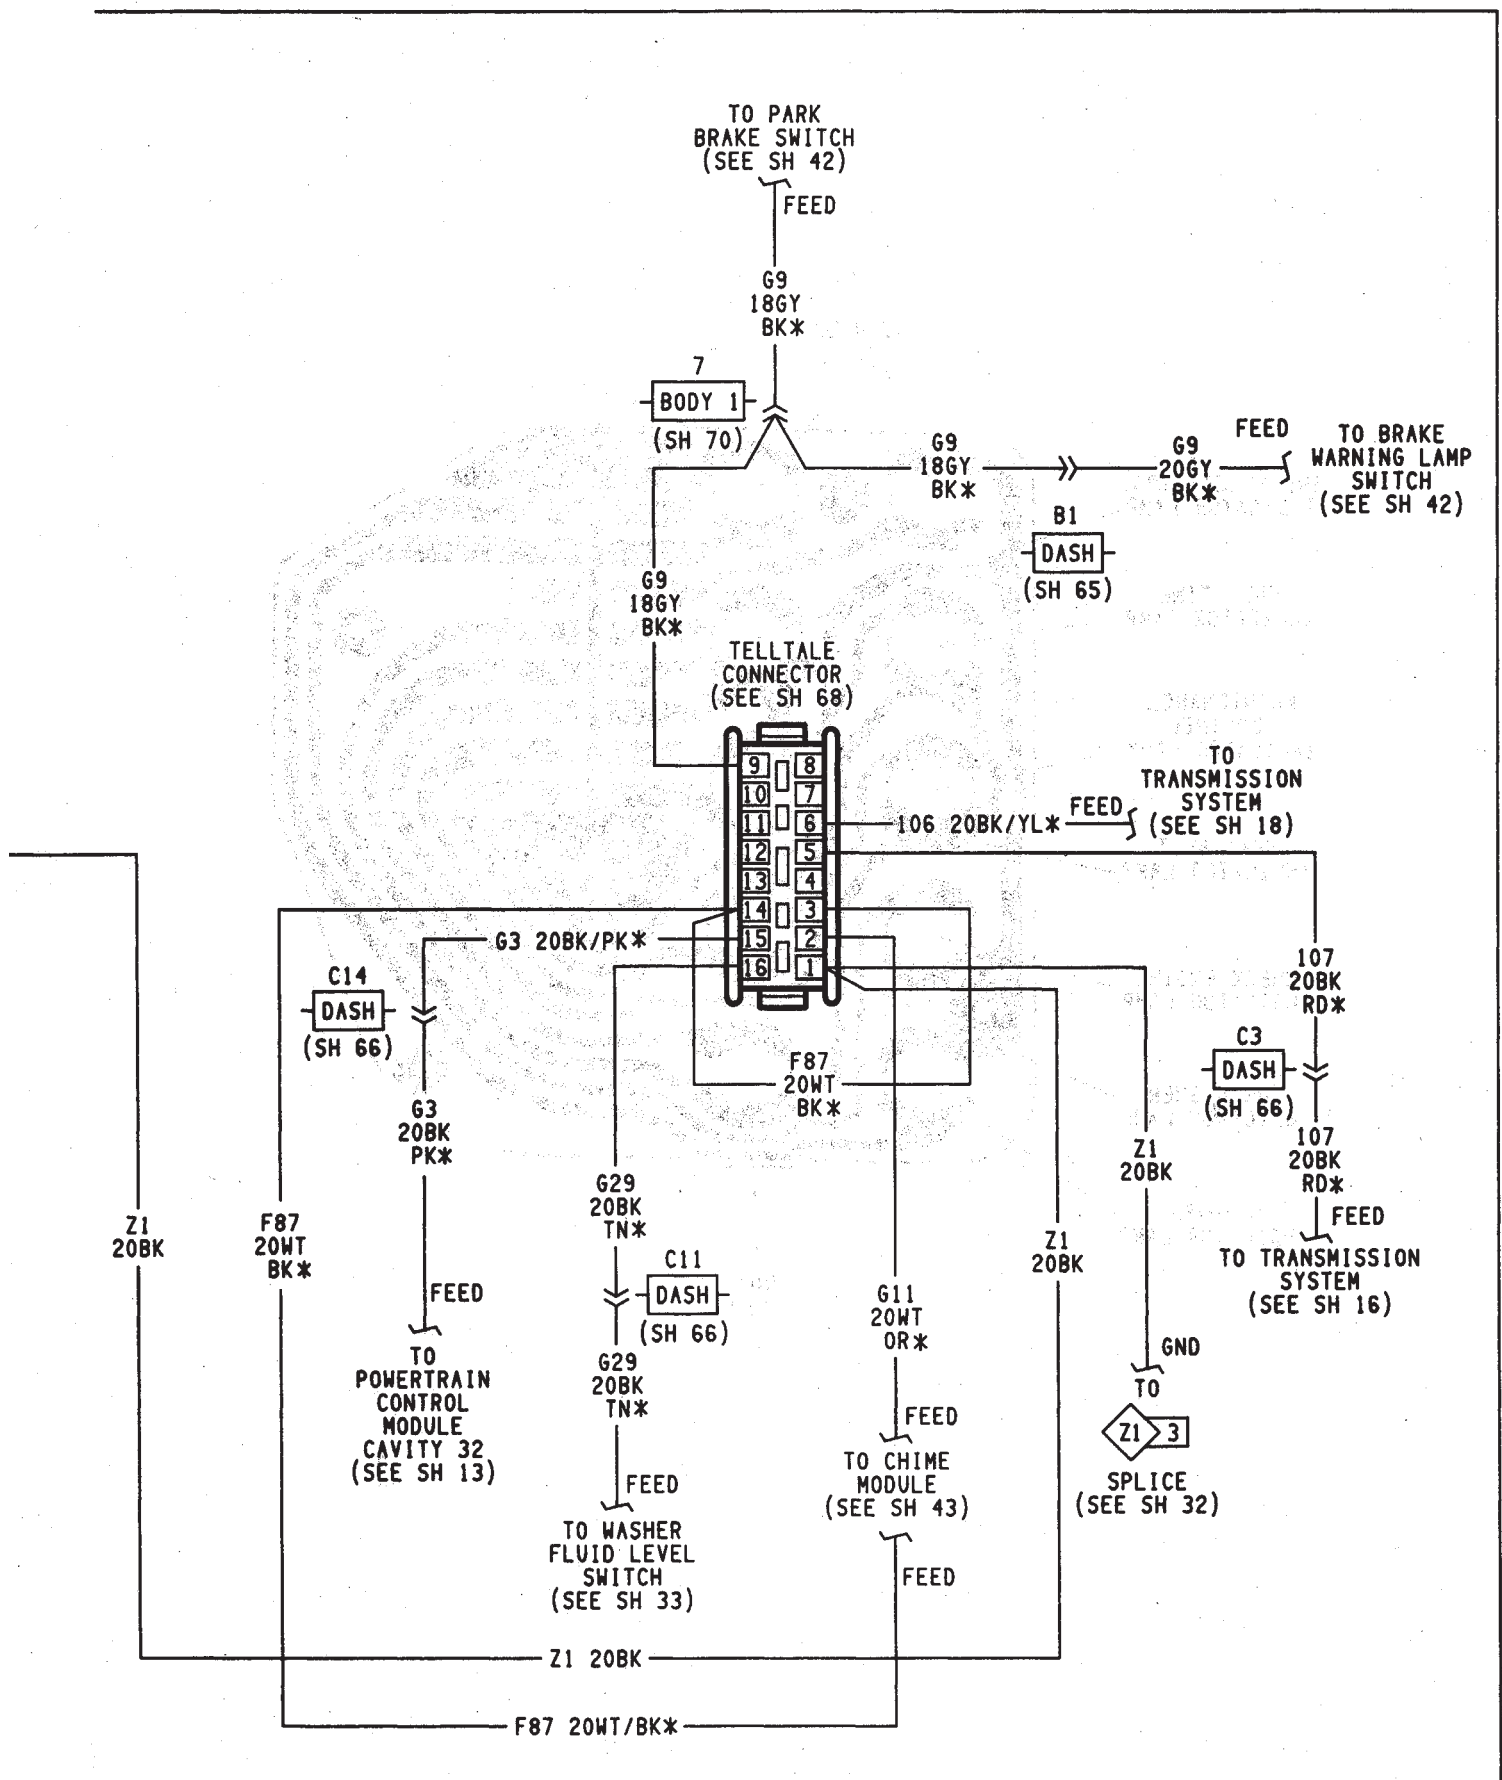 TO PARK
BRAKE SWITCH
(SEE SH 42)
FEED
G9
18GY
BK*
7
BODY 1
(SH 70)
G9
18GY
BK*
G9
20GY
BK*
FEED
TO BRAKE
WARNING LAMP
SWITCH
(SEE SH 42)
B1
DASH
(SH 65)
G9
18GY
BK*
TELLTALE
CONNECTOR
(SEE SH 68)
9 8
10 7
11 6
12 5
13 4
14 3
15 2
16 1
106 20BK/YL*
FEED
TO
TRANSMISSION
SYSTEM
(SEE SH 18)
G3 20BK/PK*
C14
DASH
(SH 66)
107
20BK
RD*
C3
DASH
(SH 66)
107
20BK
RD*
FEED
TO TRANSMISSION
SYSTEM
(SEE SH 16)
F87
20WT
BK*
G3
20BK
PK*
Z1
20BK
Z1
20BK
F87
20WT
BK*
G29
20BK
TN*
Z1
20BK
C11
DASH
(SH 66)
FEED
TO
POWERTRAIN
CONTROL
MODULE
CAVITY 32
(SEE SH 13)
G29
20BK
TN*
FEED
TO WASHER
FLUID LEVEL
SWITCH
(SEE SH 33)
G11
20WT
OR*
FEED
TO CHIME
MODULE
(SEE SH 43)
FEED
GND
TO
Z1 3
SPLICE
(SEE SH 32)
Z1 20BK
F87 20WT/BK*